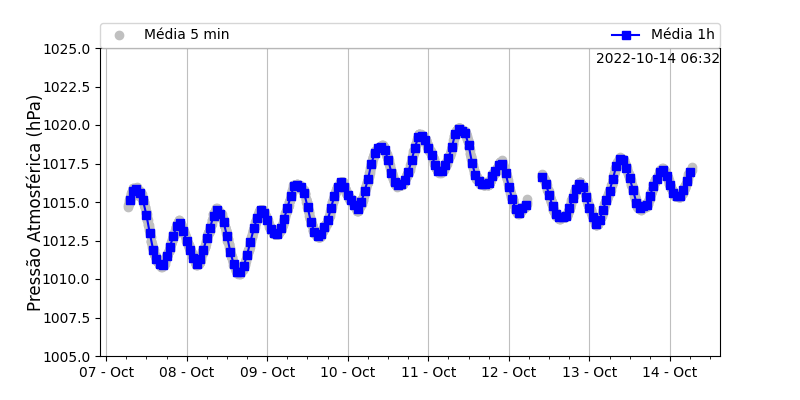 Média 5 min
Média 1h
2022-10-14 06:32
Pressão Atmosférica (hPa)
1025.0
1022.5
1020.0
1017.5
1015.0
1012.5
1010.0
1007.5
1005.0
07 - Oct
08 - Oct
09 - Oct
10 - Oct
11 - Oct
12 - Oct
13 - Oct
14 - Oct